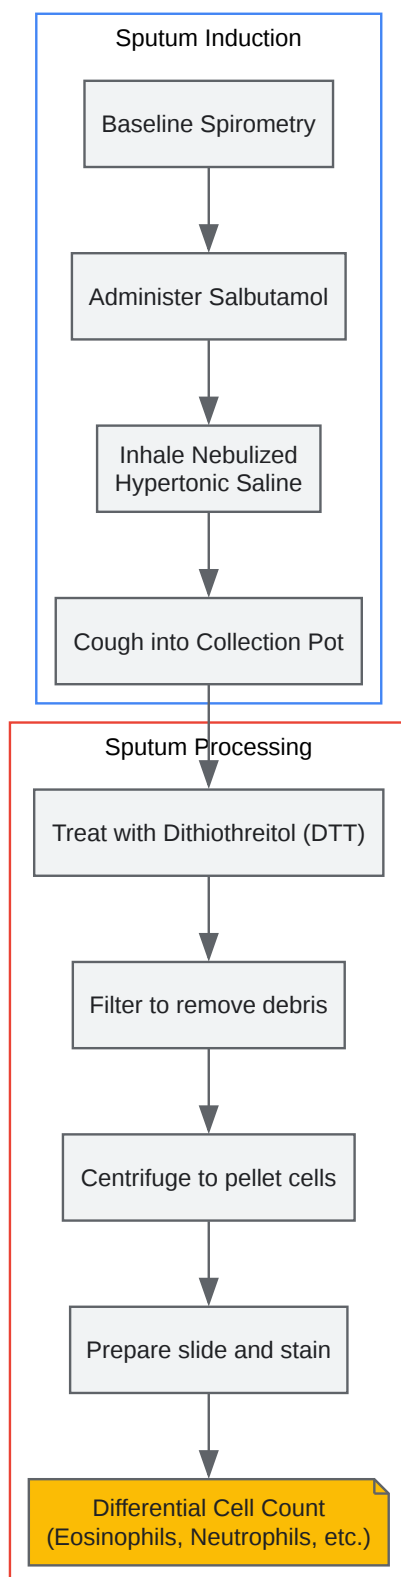 Sputum Induction
Baseline Spirometry
Administer Salbutamol
Inhale Nebulized
Hypertonic Saline
Cough into Collection Pot
Sputum Processing
Treat with Dithiothreitol (DTT)
Filter to remove debris
Centrifuge to pellet cells
Prepare slide and stain
Differential Cell Count
(Eosinophils, Neutrophils, etc.)